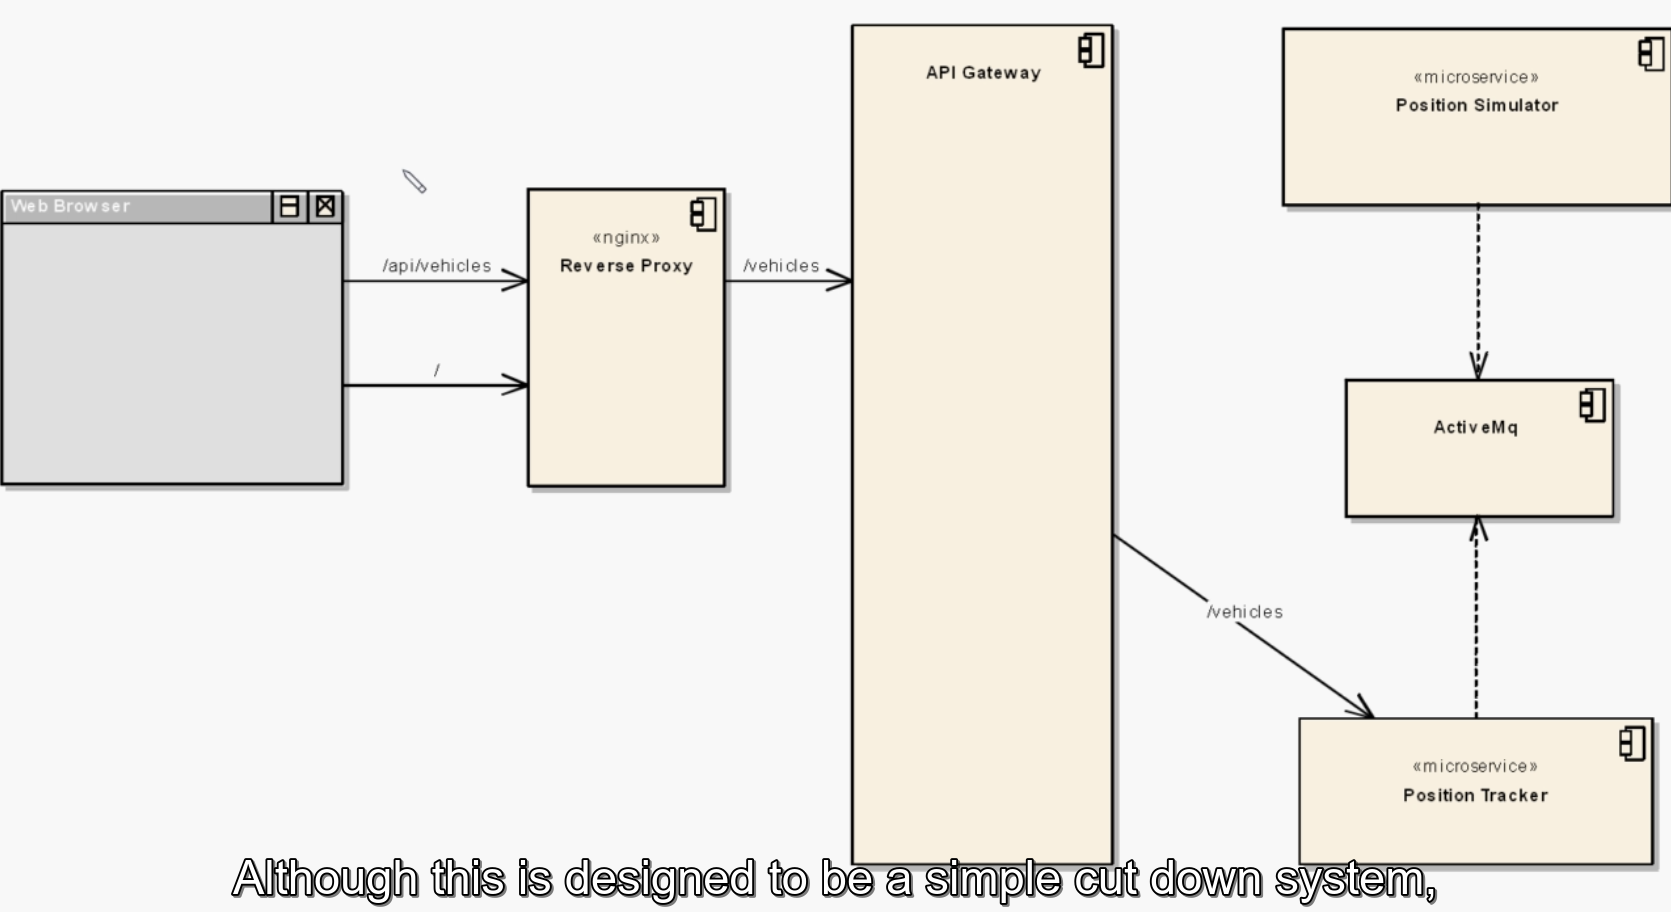 API Gateway
«microservice»
Position Simulator
Web Browser
/api/vehicles
«nginx»
Reverse Proxy
/vehicles
/
ActiveMq
/vehicles
«microservice»
Position Tracker
Although this is designed to be a simple cut down system,